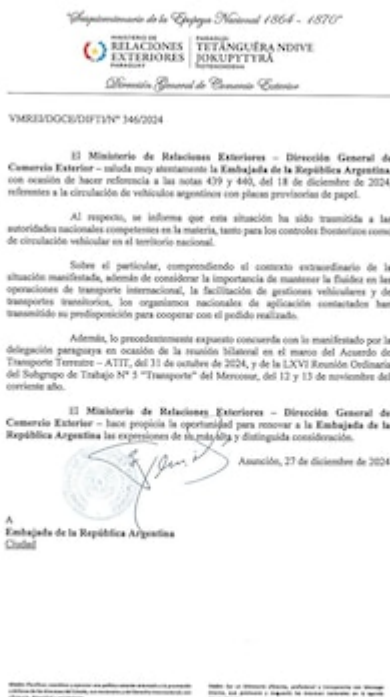 "Sesquicentenario de la Epopeya Nacional 1864 - 1870"
MINISTERIO DE
RELACIONES
EXTERIORES
PARAGUAY
PARAGUÁI
TETÃNGUÉRA NDIVE
JOKUPYTYRÃ
Dirección General de Comercio Exterior
VMREI/DGCE/DIFTI/N° 346/2024
El Ministerio de Relaciones Exteriores – Dirección General de
Comercio Exterior – saluda muy atentamente la Embajada de la República Argentina
con ocasión de hacer referencia a las notas 439 y 440, del 18 de diciembre de 2024,
referentes a la circulación de vehículos argentinos con placas provisorias de papel.
Al respecto, se informa que esta situación ha sido trasmitida a las
autoridades nacionales competentes en la materia, tanto para los controles fronterizos como
de circulación vehicular en el territorio nacional.
Sobre el particular, comprendiendo el contexto extraordinario de la
situación manifestada, además de considerar la importancia de mantener la fluidez en las
operaciones de transporte internacional, la facilitación de gestiones vehiculares y de
transportes transitorios, los organismos nacionales de aplicación contactados han
transmitido su predisposición para cooperar con el pedido realizado.
Además, lo precedentemente expuesto concuerda con lo manifestado por la
delegación paraguaya en ocasión de la reunión bilateral en el marco del Acuerdo de
Transporte Terrestre – ATIT, del 31 de octubre de 2024, y de la LXVI Reunión Ordinaria
del Subgrupo de Trabajo N° 5 "Transporte" del Mercosur, del 12 y 13 de noviembre del
corriente año.
El Ministerio de Relaciones Exteriores – Dirección General de
Comercio Exterior – hace propicia la oportunidad para renovar a la Embajada de la
República Argentina las expresiones de su más alta y distinguida consideración.
Asunción, 27 de diciembre de 2024
A
Embajada de la República Argentina
Ciudad